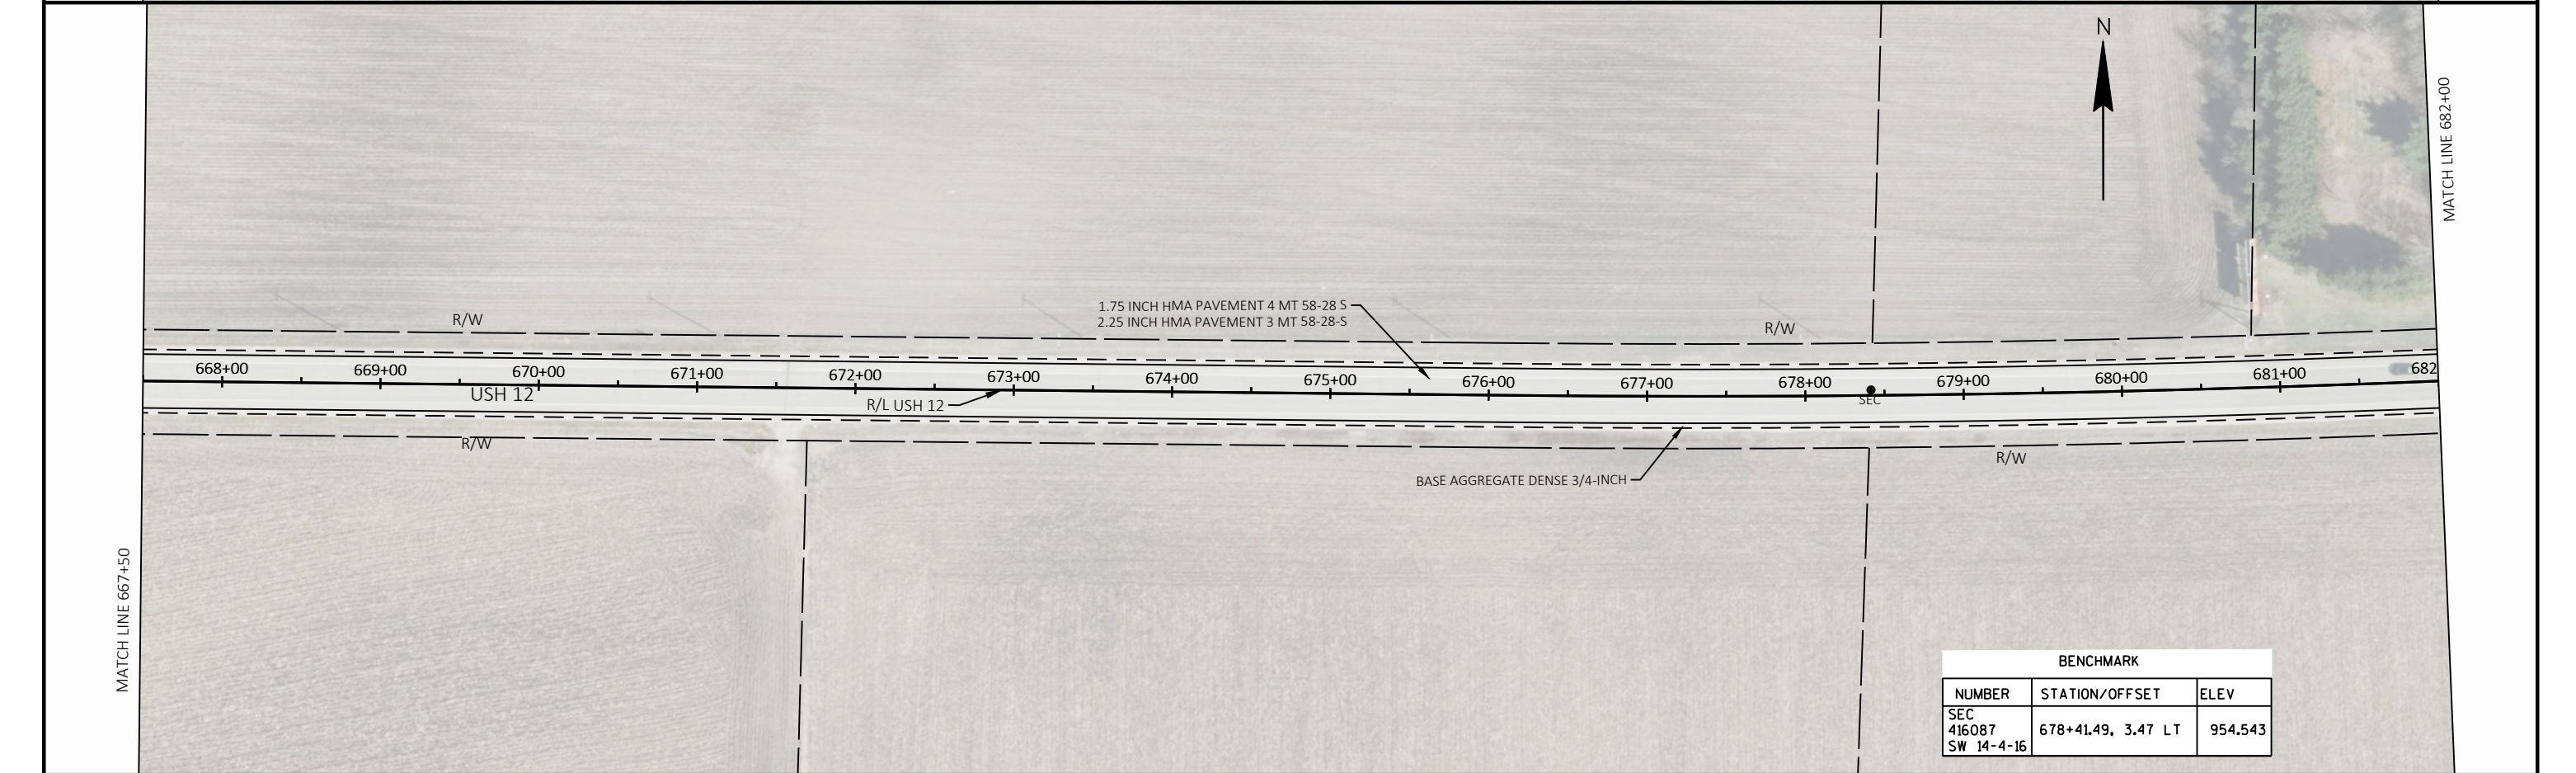 N
MATCH LINE 682+00
R/W
1.75 INCH HMA PAVEMENT 4 MT 58-28 S
2.25 INCH HMA PAVEMENT 3 MT 58-28-S
R/W
668+00
669+00
670+00
671+00
672+00
673+00
674+00
675+00
676+00
677+00
678+00
679+00
680+00
681+00
682
USH 12
R/L USH 12
SEC
R/W
R/W
BASE AGGREGATE DENSE 3/4-INCH
MATCH LINE 667+50
BENCHMARK
NUMBER STATION/OFFSET ELEV
SEC
416087 678+41.49, 3.47 LT 954.543
SW 14-4-16